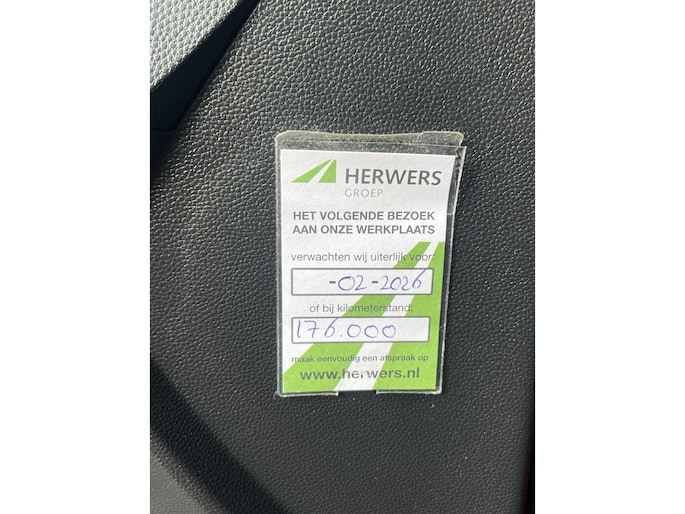 HERWERS
GROEP
HET VOLGENDE BEZOEK
AAN ONZE WERKPLAATS
verwachten wij uiterlijk voor:
-02-2026
of bij kilometerstand:
176.000
maak eenvoudig een afspraak op
www.herwers.nl